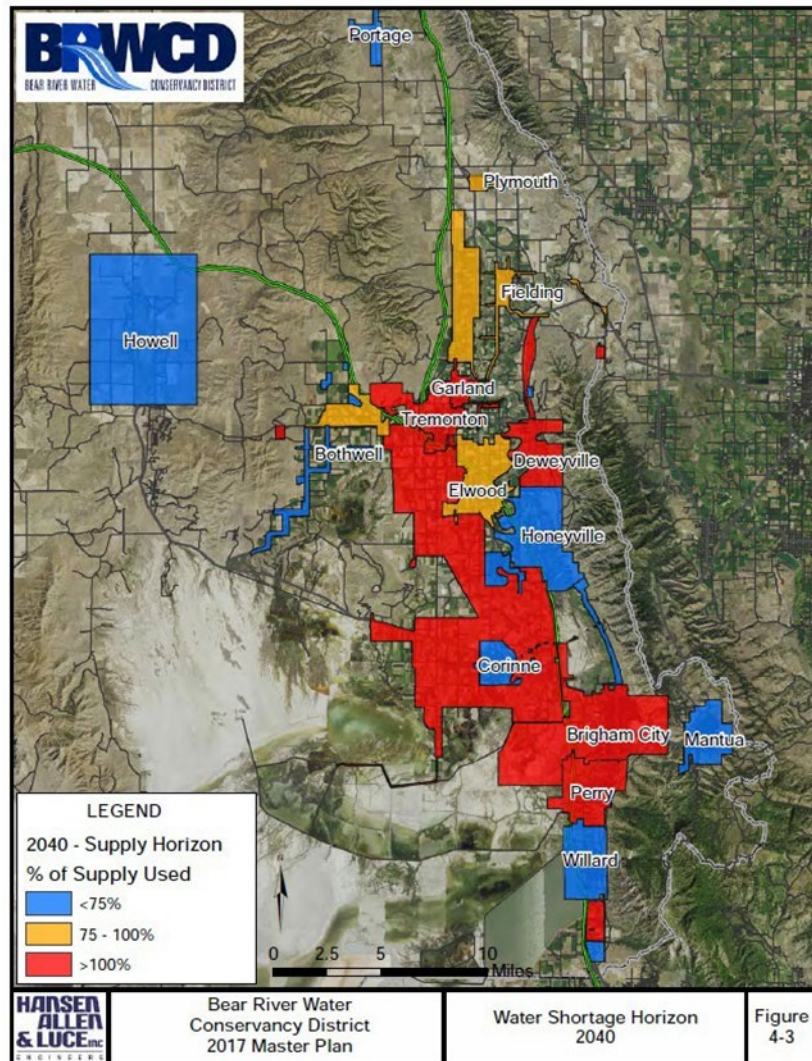 BRWCD
BEAR RIVER WATER CONSERVANCY DISTRICT
Portage
Plymouth
Fielding
Howell
Garland
Tremonton
Bothwell
Deweyville
Elwood
Honeyville
Corinne
Brigham City
Mantua
Perry
Willard
LEGEND
2040 - Supply Horizon
% of Supply Used
<75%
75 - 100%
>100%
0 2.5 5 10
Miles
HANSEN
ALLEN
& LUCE INC
ENGINEERS
Bear River Water
Conservancy District
2017 Master Plan
Water Shortage Horizon
2040
Figure
4-3